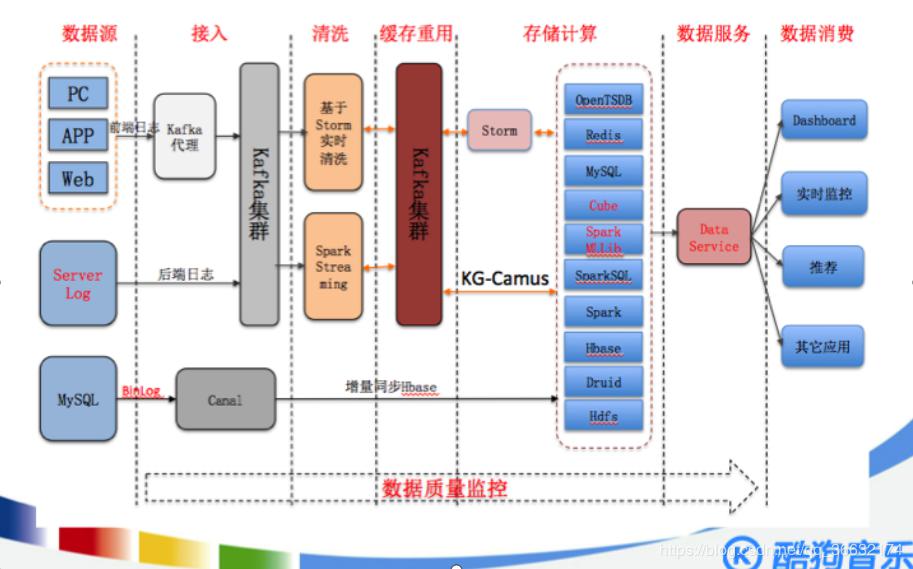 数据源
接入
清洗
缓存重用
存储计算
数据服务
数据消费
PC
APP
Web
前端日志
Kafka
代理
Kafka集群
基于
Storm
实时
清洗
Kafka集群
Storm
OpenTSDB
Redis
MySQL
Cube
Spark
MLLib
SparkSQL
Spark
Hbase
Druid
Hdfs
Data
Service
Dashboard
实时监控
推荐
其它应用
Server
Log
后端日志
Spark
Strea
ming
KG-Camus
MySQL
BinLog
Canal
增量同步Hbase
数据质量监控
https://blog.csdn.net/qq_36632174
酷狗音乐